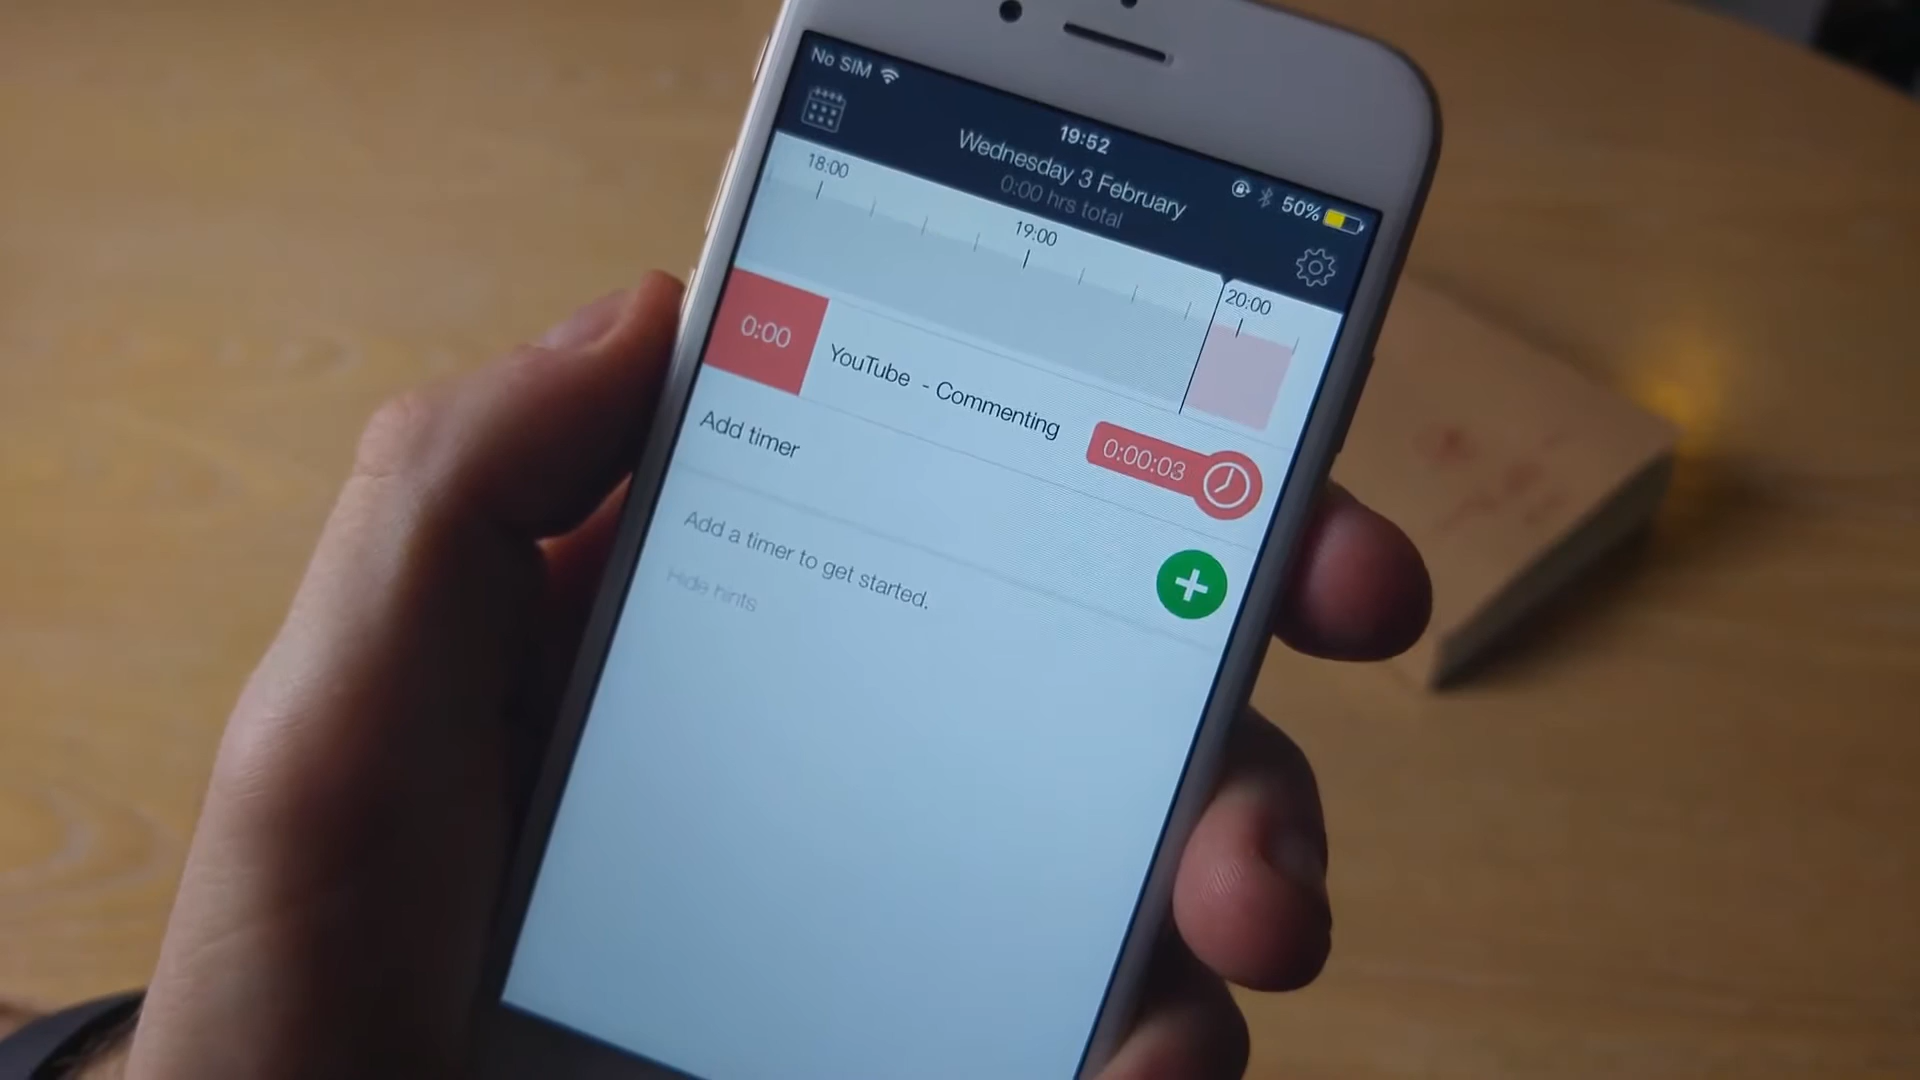 No SIM
19:52
50%
Wednesday 3 February
0:00 hrs total
18:00
19:00
20:00
0:00
YouTube - Commenting
0:00:03
Add timer
Add a timer to get started.
Hide hints